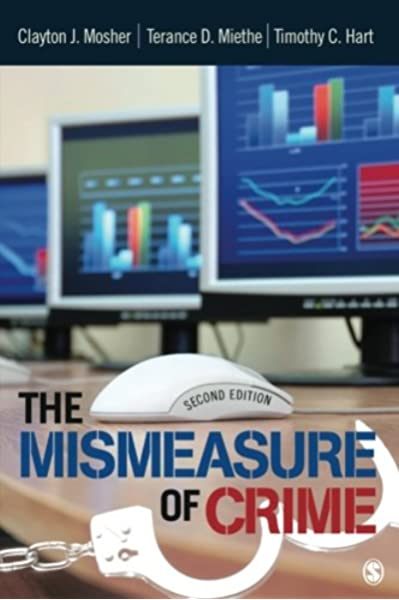 Clayton J. Mosher | Terance D. Miethe | Timothy C. Hart
SECOND EDITION
THE
MISMEASURE
OF CRIME
S